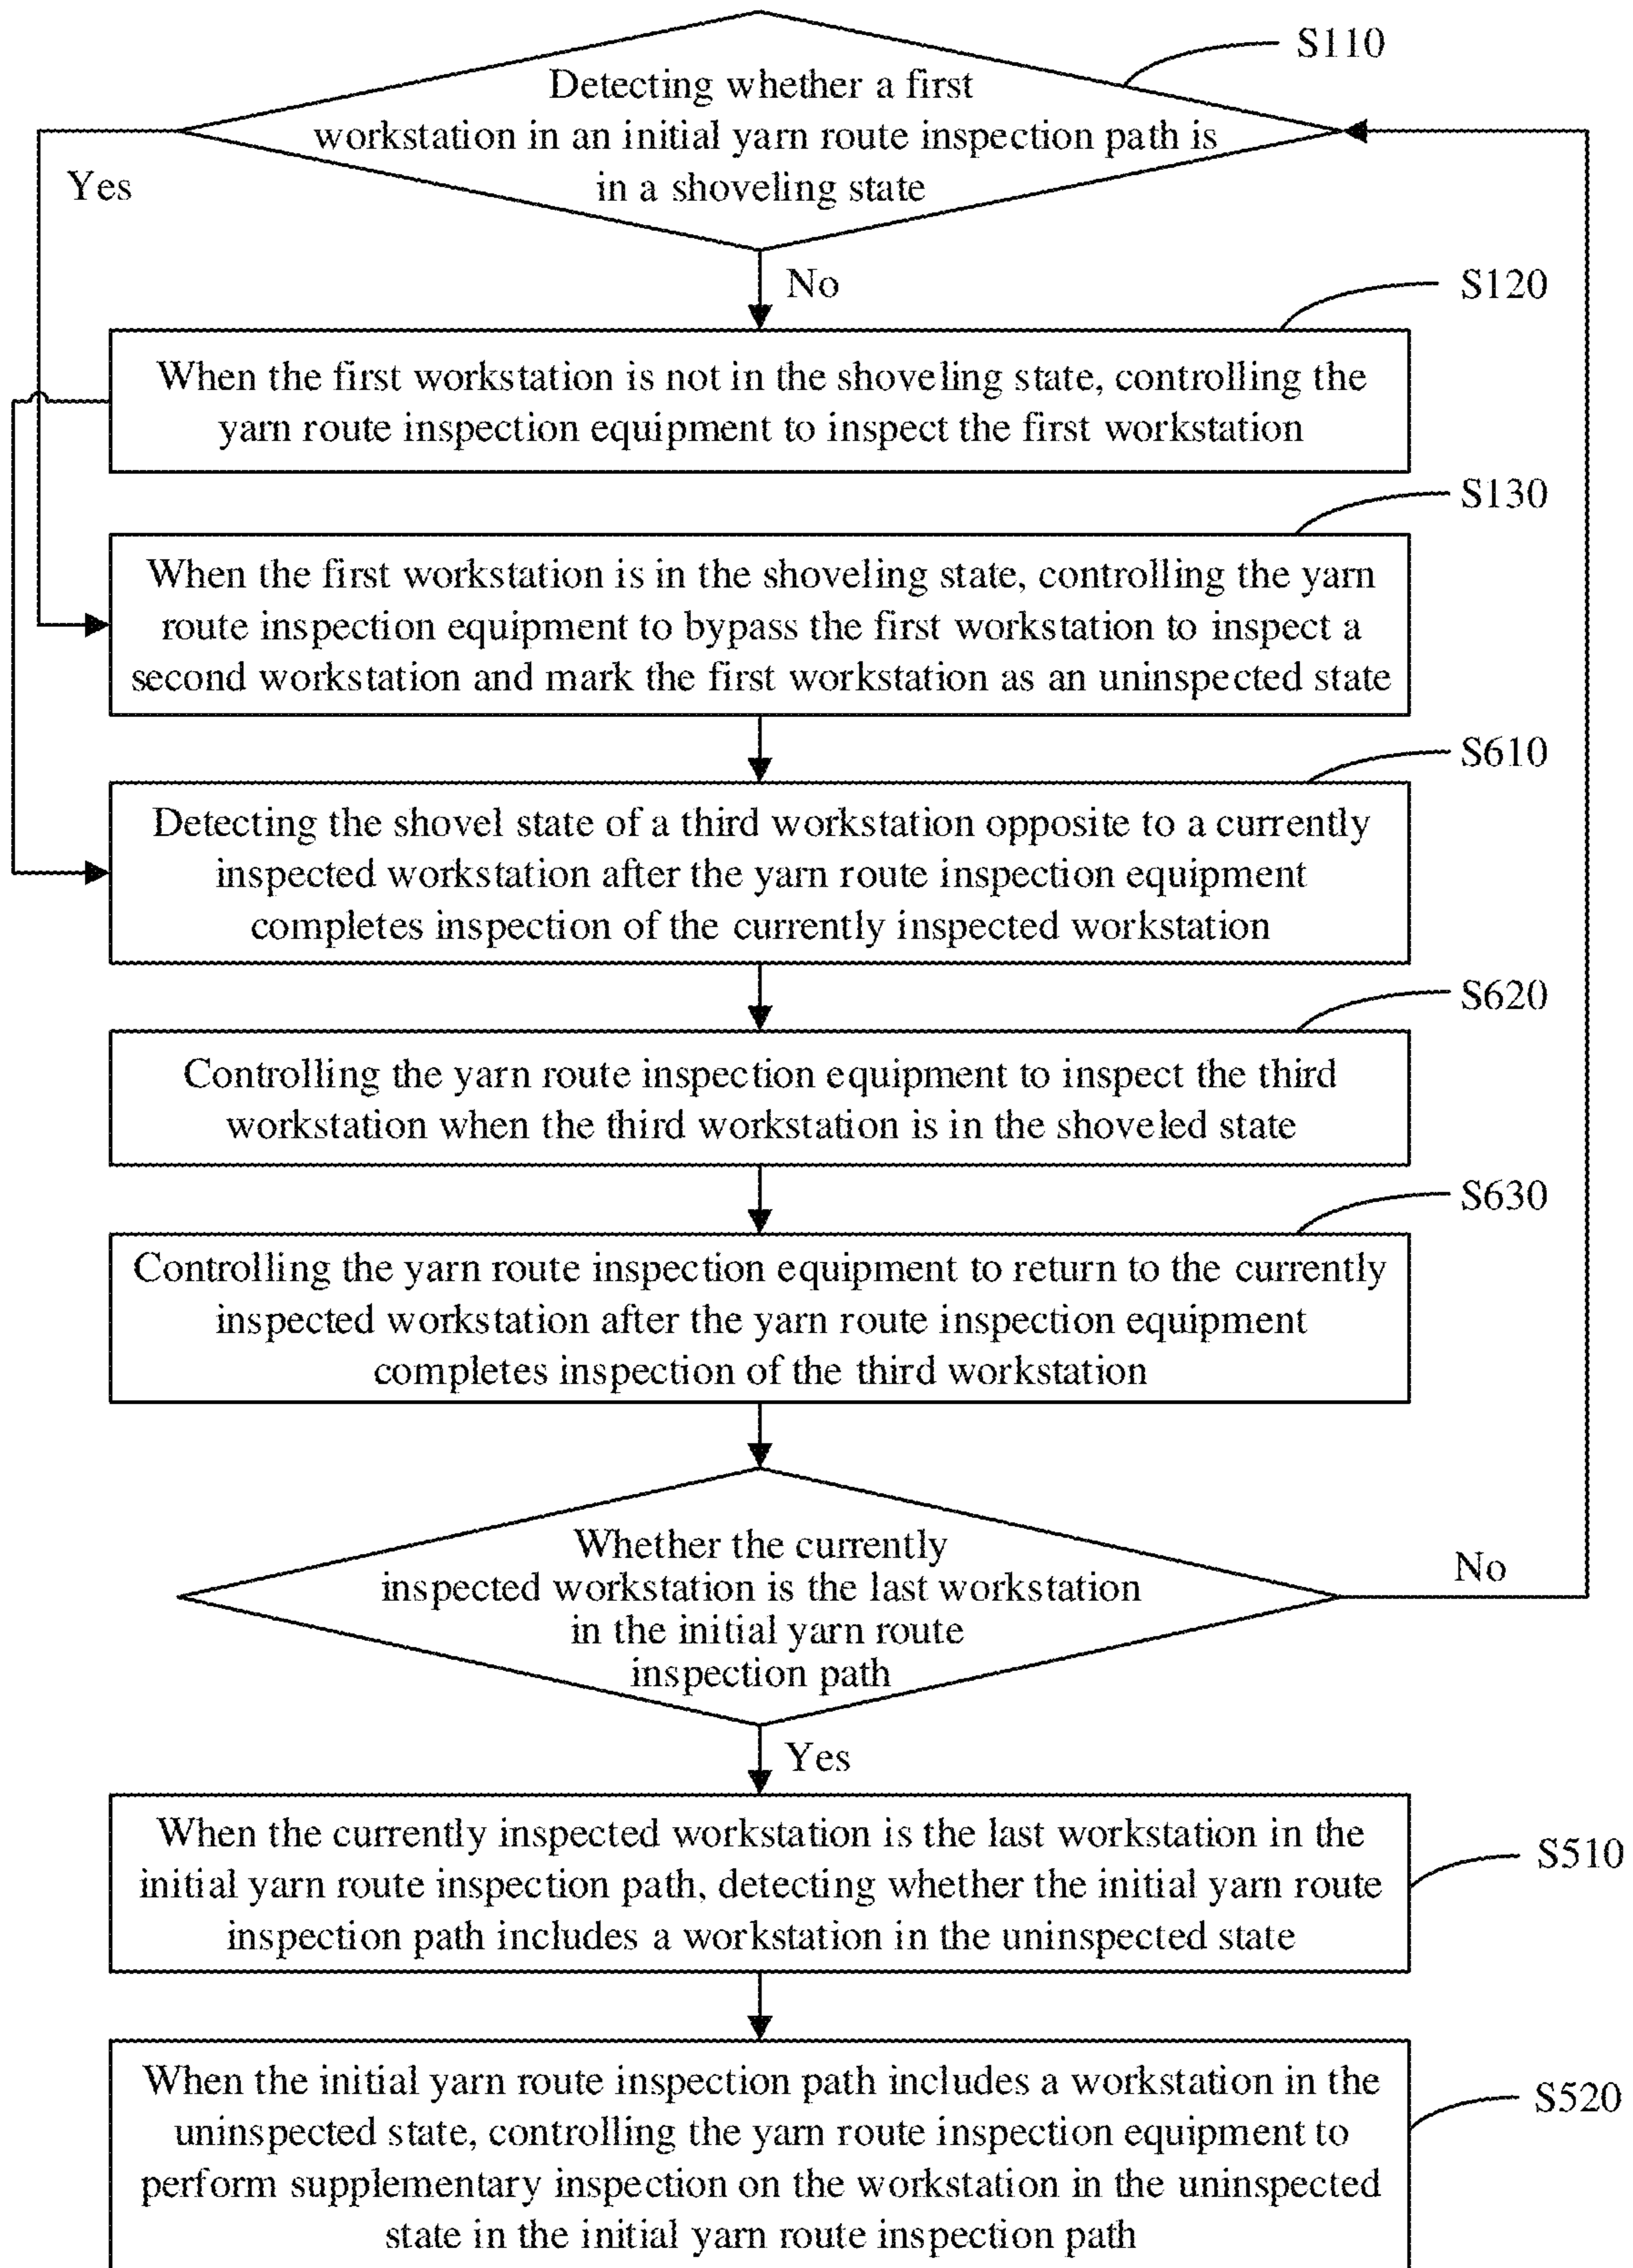 S110
Detecting whether a first
workstation in an initial yarn route inspection path is
in a shoveling state
Yes
No
S120
When the first workstation is not in the shoveling state, controlling the
yarn route inspection equipment to inspect the first workstation
S130
When the first workstation is in the shoveling state, controlling the yarn
route inspection equipment to bypass the first workstation to inspect a
second workstation and mark the first workstation as an uninspected state
S610
Detecting the shovel state of a third workstation opposite to a currently
inspected workstation after the yarn route inspection equipment
completes inspection of the currently inspected workstation
S620
Controlling the yarn route inspection equipment to inspect the third
workstation when the third workstation is in the shoveled state
S630
Controlling the yarn route inspection equipment to return to the currently
inspected workstation after the yarn route inspection equipment
completes inspection of the third workstation
Whether the currently
inspected workstation is the last workstation
in the initial yarn route
inspection path
No
Yes
When the currently inspected workstation is the last workstation in the
initial yarn route inspection path, detecting whether the initial yarn route
inspection path includes a workstation in the uninspected state
S510
When the initial yarn route inspection path includes a workstation in the
uninspected state, controlling the yarn route inspection equipment to
perform supplementary inspection on the workstation in the uninspected
state in the initial yarn route inspection path
S520